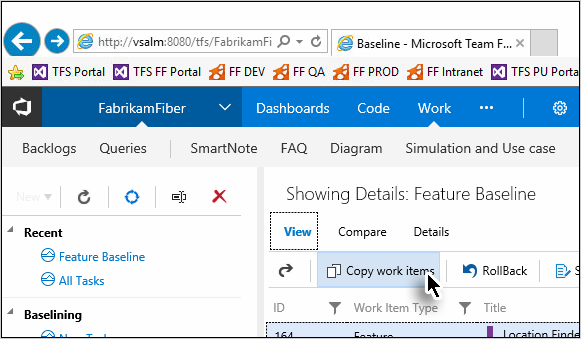 http://vsalm:8080/tfs/FabrikamFi
Baseline - Microsoft Team F...
TFS Portal TFS FF Portal FF DEV FF QA FF PROD FF Intranet TFS PU Portal
FabrikamFiber Dashboards Code Work ...
Backlogs Queries SmartNote FAQ Diagram Simulation and Use case
New
Showing Details: Feature Baseline
Recent
View Compare Details
Feature Baseline
All Tasks
Copy work items RollBack S
ID Work Item Type Title
Baselining
164 Feature Location Finde